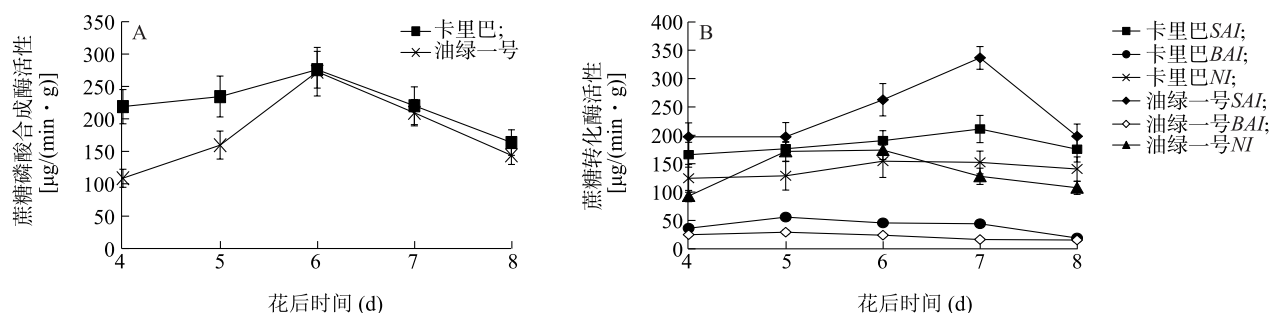 A
350
300
250
200
150
100
50
0
4 5 6 7 8
蔗糖磷酸合成酶活性
[μg/(min·g)]
花后时间 (d)
卡里巴;
油绿一号
B
400
350
300
250
200
150
100
50
0
4 5 6 7 8
蔗糖转化酶活性
[μg/(min·g)]
花后时间 (d)
卡里巴SAI;
卡里巴BAI;
卡里巴NI;
油绿一号SAI;
油绿一号BAI;
油绿一号NI